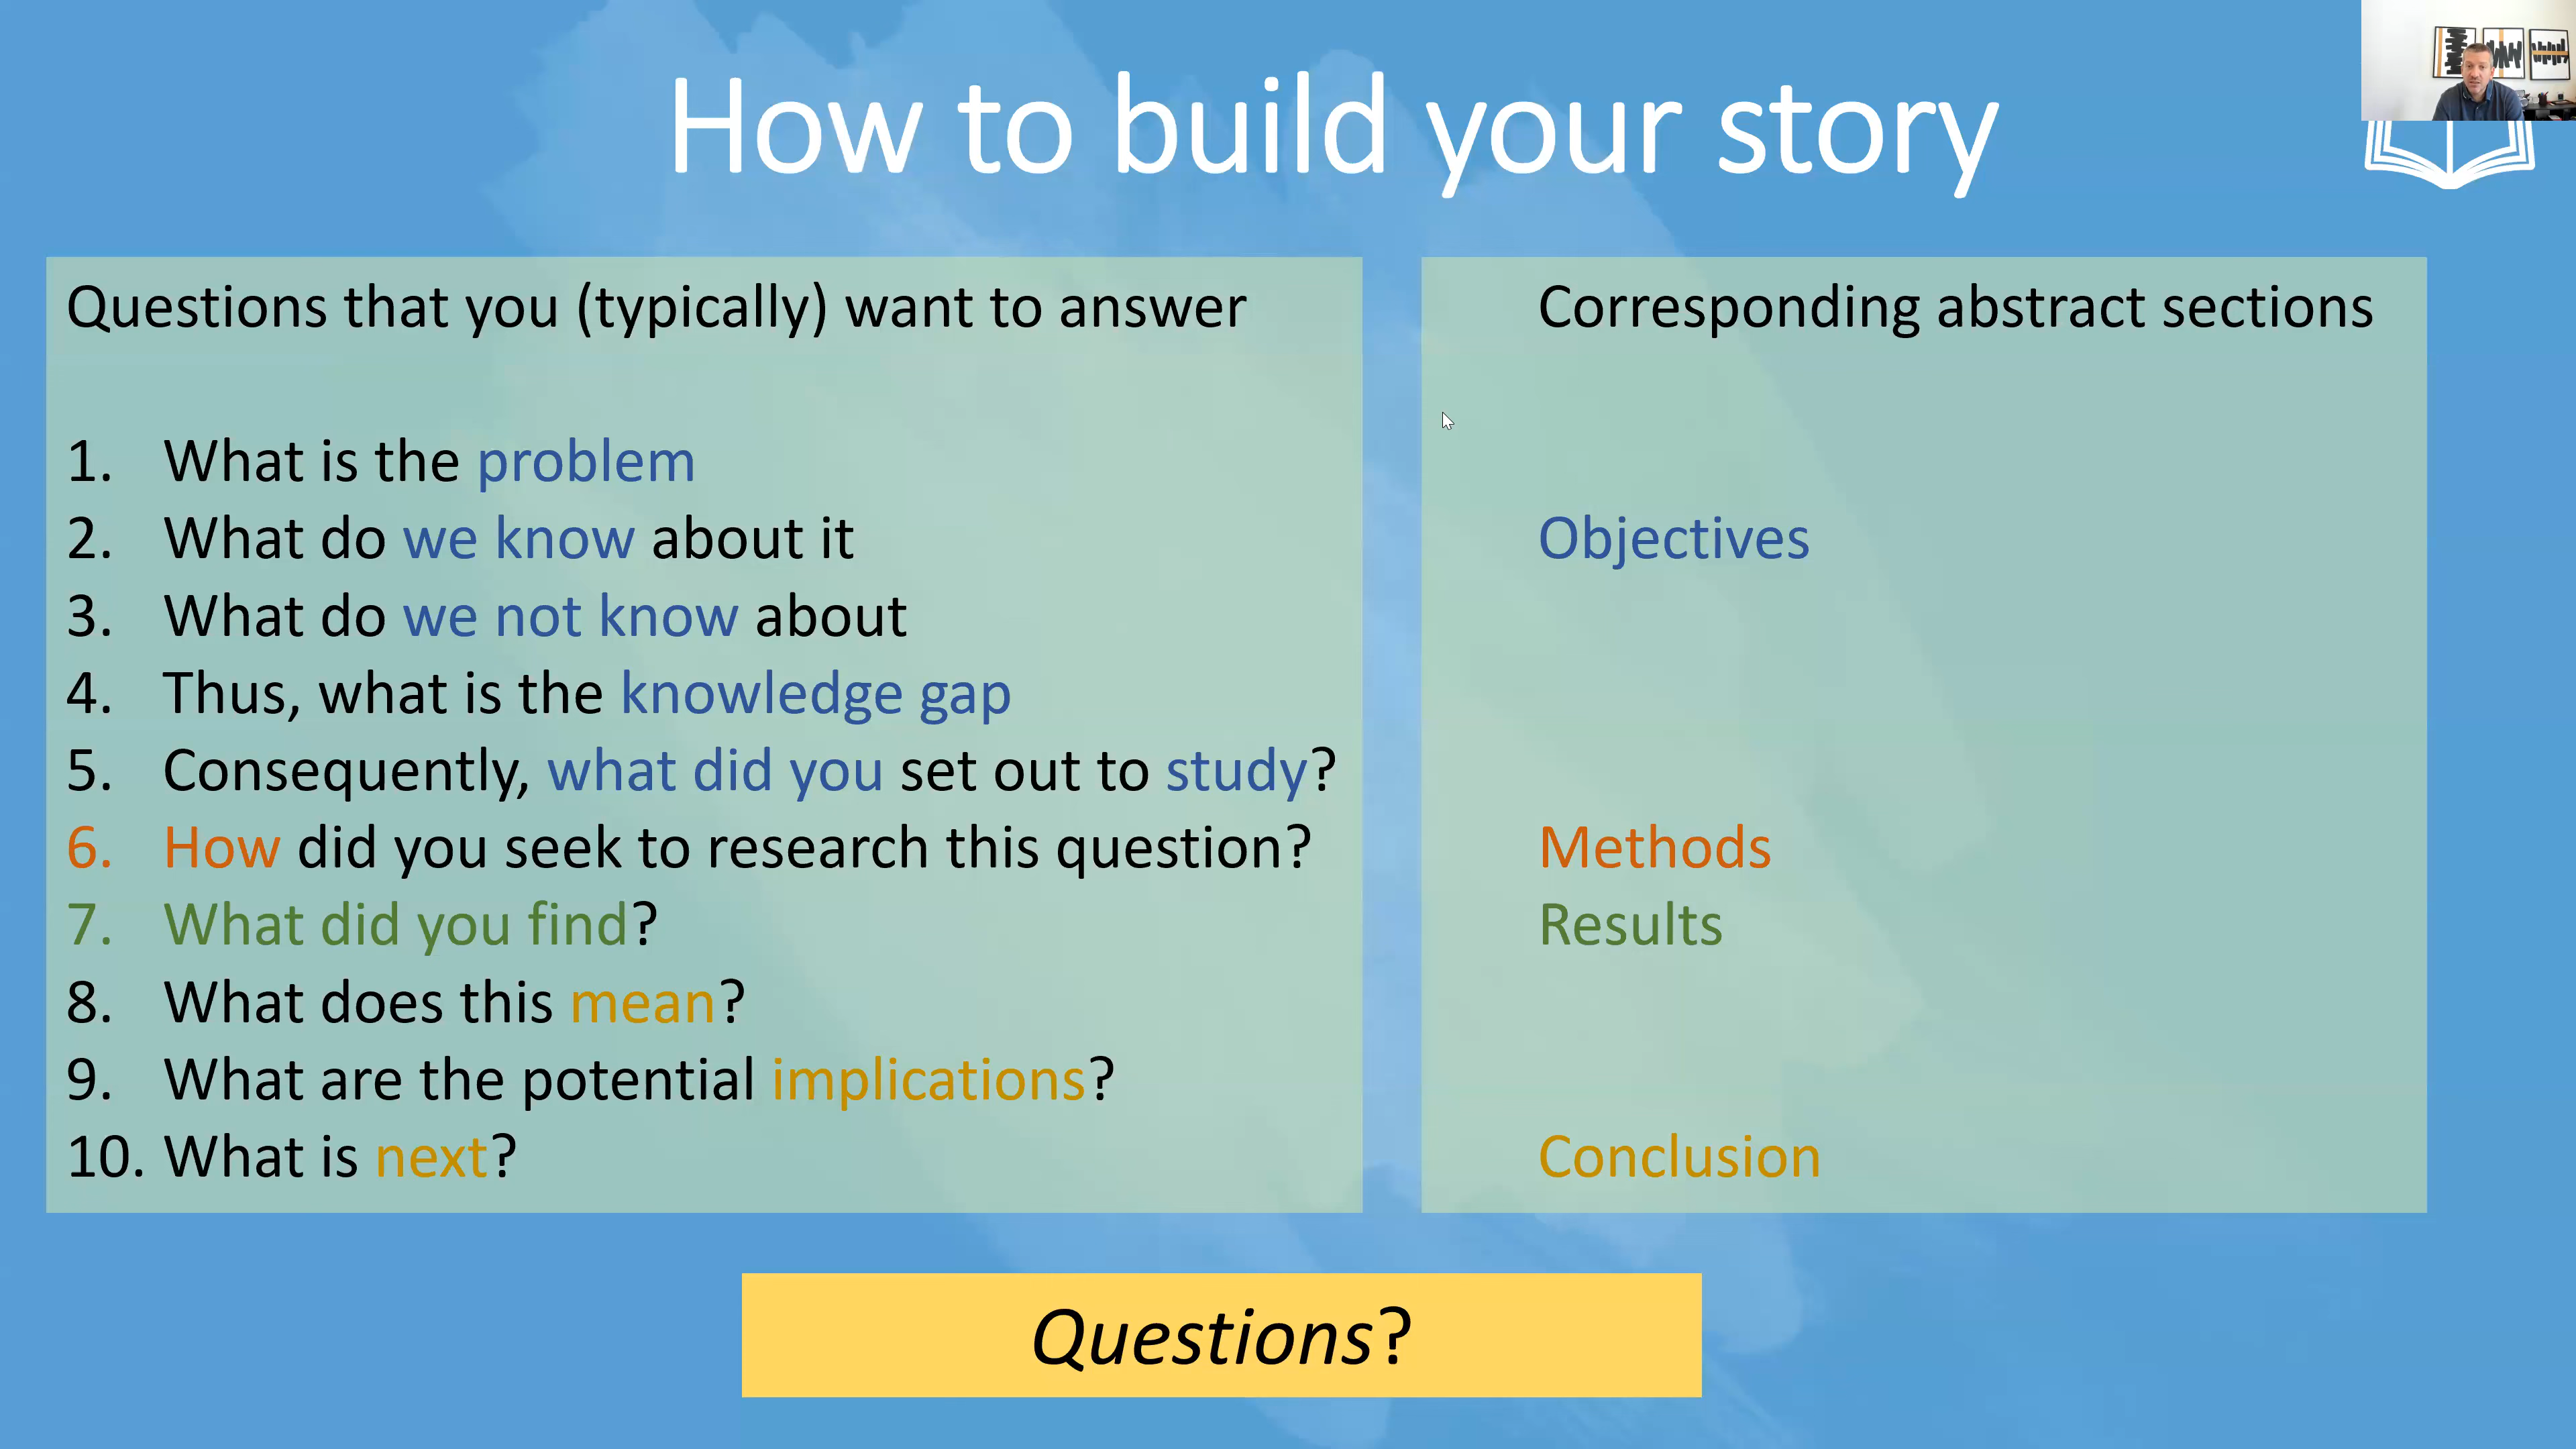 How to build your story
Questions that you (typically) want to answer
1. What is the problem
2. What do we know about it
3. What do we not know about
4. Thus, what is the knowledge gap
5. Consequently, what did you set out to study?
6. How did you seek to research this question?
7. What did you find?
8. What does this mean?
9. What are the potential implications?
10. What is next?
Corresponding abstract sections
Objectives
Methods
Results
Conclusion
Questions?